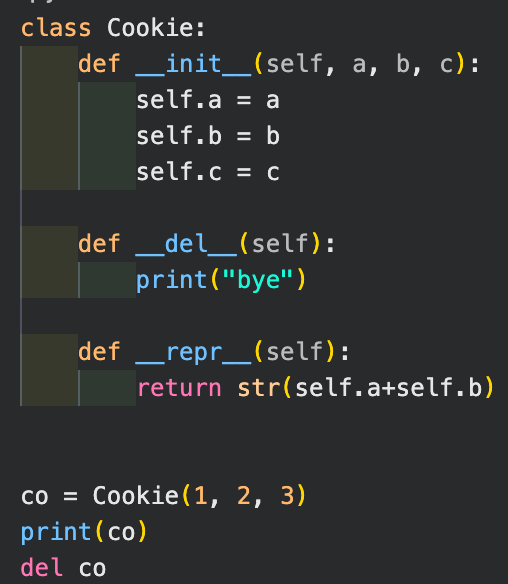 class Cookie:
    def __init__(self, a, b, c):
        self.a = a
        self.b = b
        self.c = c

    def __del__(self):
        print("bye")

    def __repr__(self):
        return str(self.a+self.b)


co = Cookie(1, 2, 3)
print(co)
del co